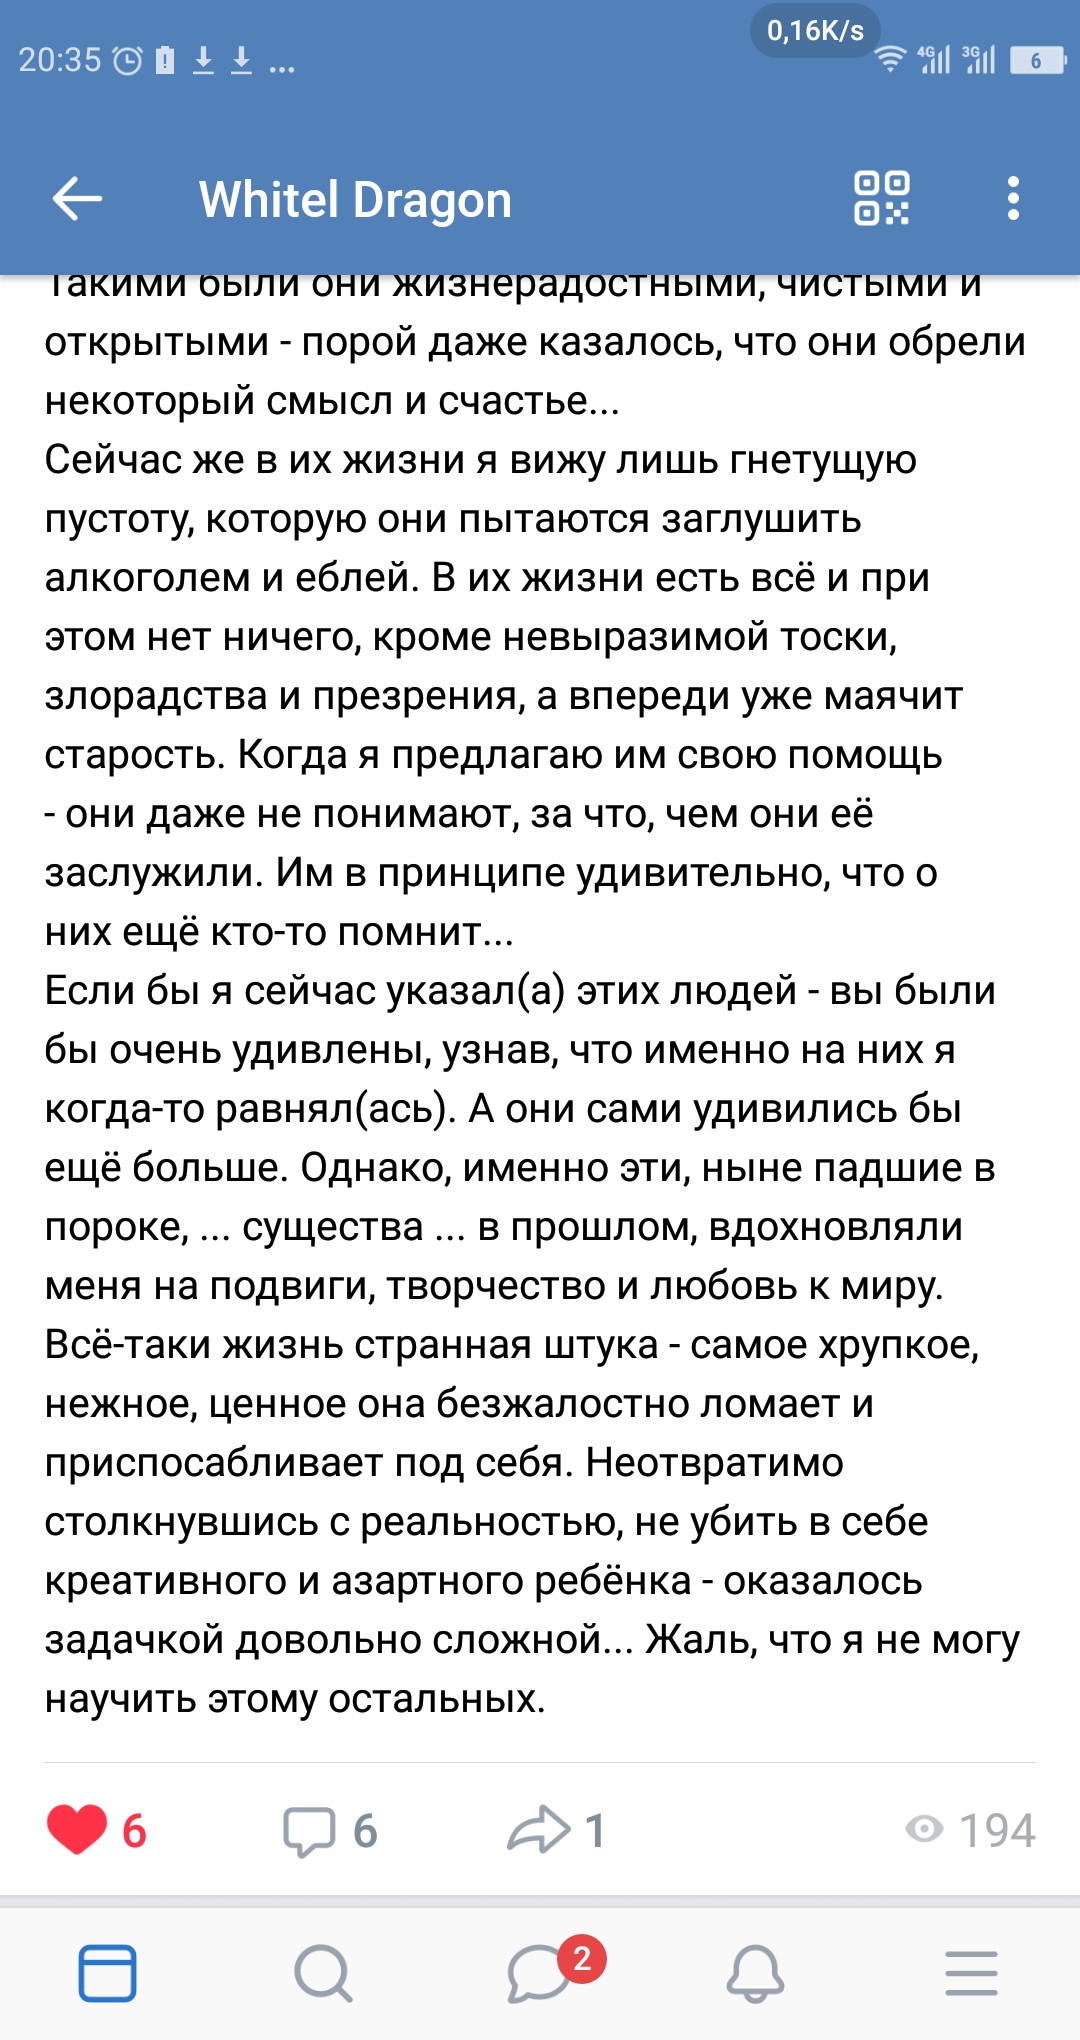 0,16K/s
20:35 ... 4G 3G 6
Whitel Dragon
Такими были они жизнерадостными, чистыми и
открытыми - порой даже казалось, что они обрели
некоторый смысл и счастье...
Сейчас же в их жизни я вижу лишь гнетущую
пустоту, которую они пытаются заглушить
алкоголем и еблей. В их жизни есть всё и при
этом нет ничего, кроме невыразимой тоски,
злорадства и презрения, а впереди уже маячит
старость. Когда я предлагаю им свою помощь
- они даже не понимают, за что, чем они её
заслужили. Им в принципе удивительно, что о
них ещё кто-то помнит...
Если бы я сейчас указал(а) этих людей - вы были
бы очень удивлены, узнав, что именно на них я
когда-то равнял(ась). А они сами удивились бы
ещё больше. Однако, именно эти, ныне падшие в
пороке, ... существа ... в прошлом, вдохновляли
меня на подвиги, творчество и любовь к миру.
Всё-таки жизнь странная штука - самое хрупкое,
нежное, ценное она безжалостно ломает и
приспосабливает под себя. Неотвратимо
столкнувшись с реальностью, не убить в себе
креативного и азартного ребёнка - оказалось
задачкой довольно сложной... Жаль, что я не могу
научить этому остальных.
6 6 1 194
2